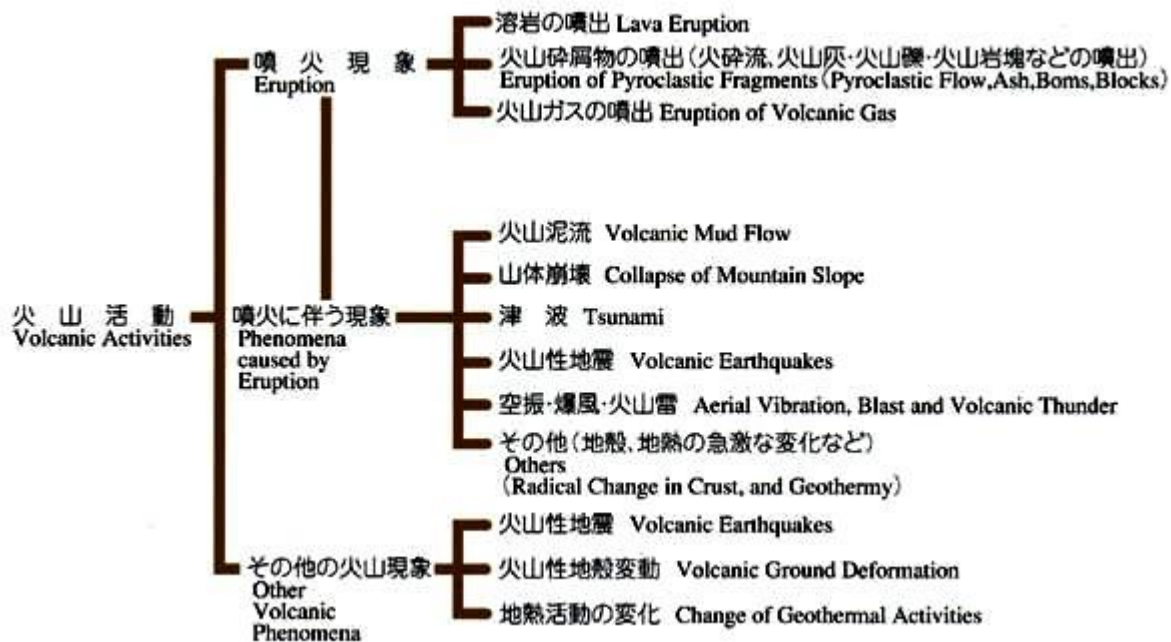 溶岩の噴出 Lava Eruption
噴火現象
Eruption
火山砕屑物の噴出(火砕流、火山灰・火山礫・火山岩塊などの噴出)
Eruption of Pyroclastic Fragments (Pyroclastic Flow,Ash,Boms,Blocks)
火山ガスの噴出 Eruption of Volcanic Gas
火山活動
Volcanic Activities
噴火に伴う現象
Phenomena
caused by
Eruption
火山泥流 Volcanic Mud Flow
山体崩壊 Collapse of Mountain Slope
津波 Tsunami
火山性地震 Volcanic Earthquakes
空振・爆風・火山雷 Aerial Vibration, Blast and Volcanic Thunder
その他(地殻、地熱の急激な変化など)
Others
(Radical Change in Crust, and Geothermy)
その他の火山現象
Other
Volcanic
Phenomena
火山性地震 Volcanic Earthquakes
火山性地殻変動 Volcanic Ground Deformation
地熱活動の変化 Change of Geothermal Activities